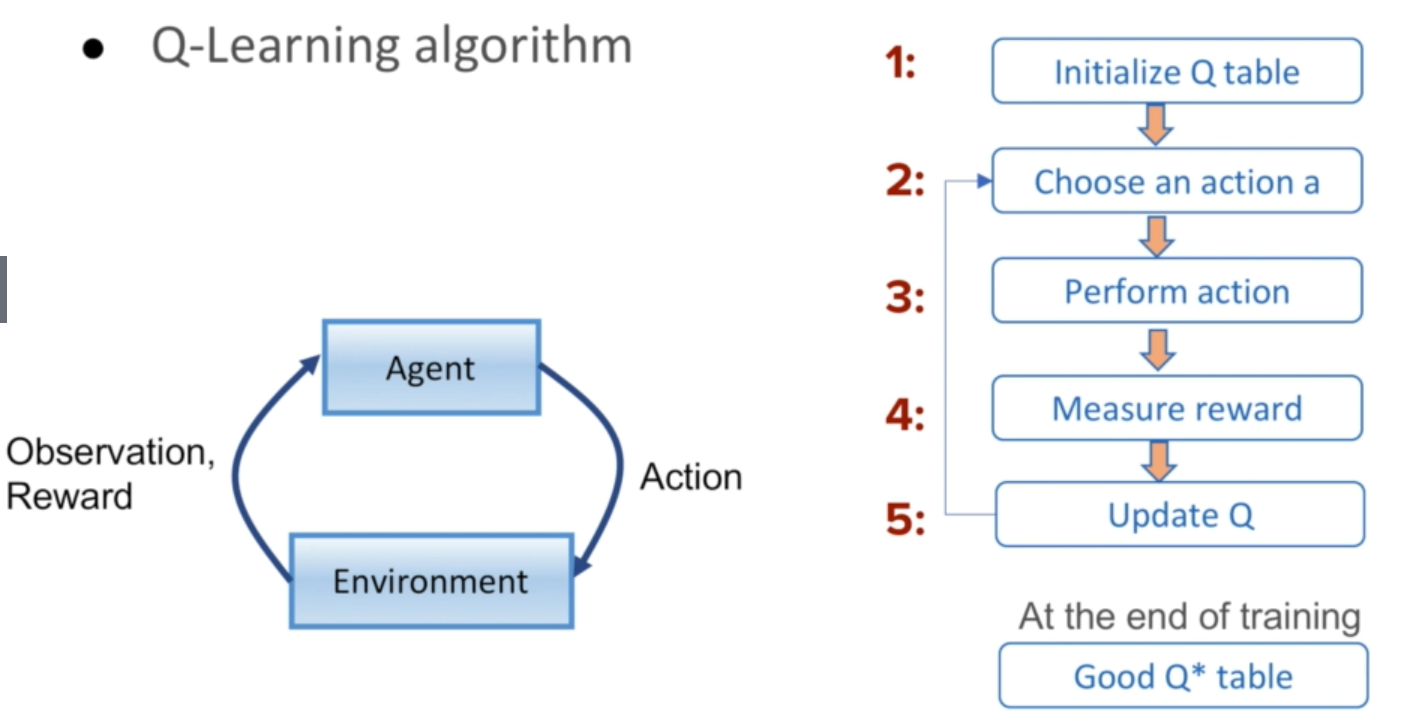 ● Q-Learning algorithm
Agent
Observation,
Reward
Action
Environment
1: Initialize Q table
2: Choose an action a
3: Perform action
4: Measure reward
5: Update Q
At the end of training
Good Q* table